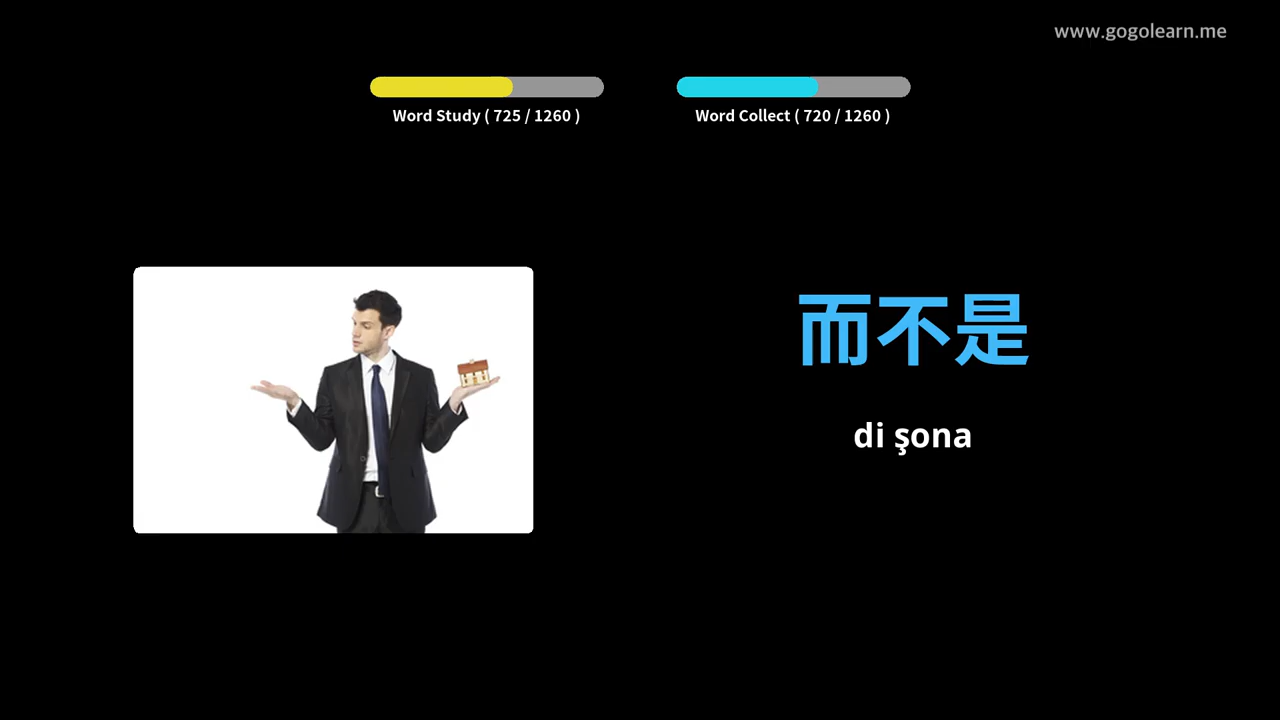 www.gogolearn.me
Word Study ( 725 / 1260 )
Word Collect ( 720 / 1260 )
而不是
di şona